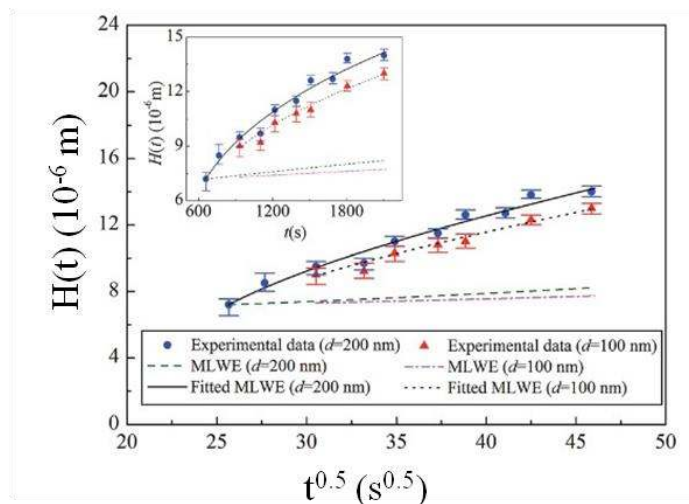 24
20
16
12
8
4
0
H(t) (10⁻⁶ m)
15
12
9
6
H(t) (10⁻⁶ m)
600 1200 1800
t(s)
Experimental data (d=200 nm) Experimental data (d=100 nm)
MLWE (d=200 nm) MLWE (d=100 nm)
Fitted MLWE (d=200 nm) Fitted MLWE (d=100 nm)
20 25 30 35 40 45 50
t⁰·⁵ (s⁰·⁵)